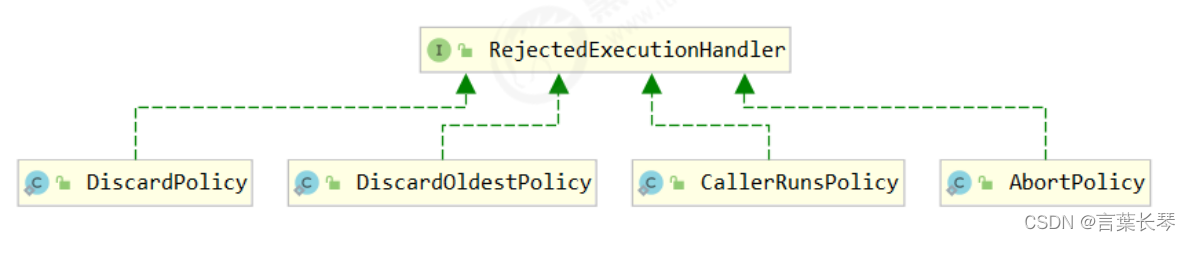 I RejectedExecutionHandler
C DiscardPolicy
C DiscardOldestPolicy
C CallerRunsPolicy
C AbortPolicy
CSDN @言葉长琴